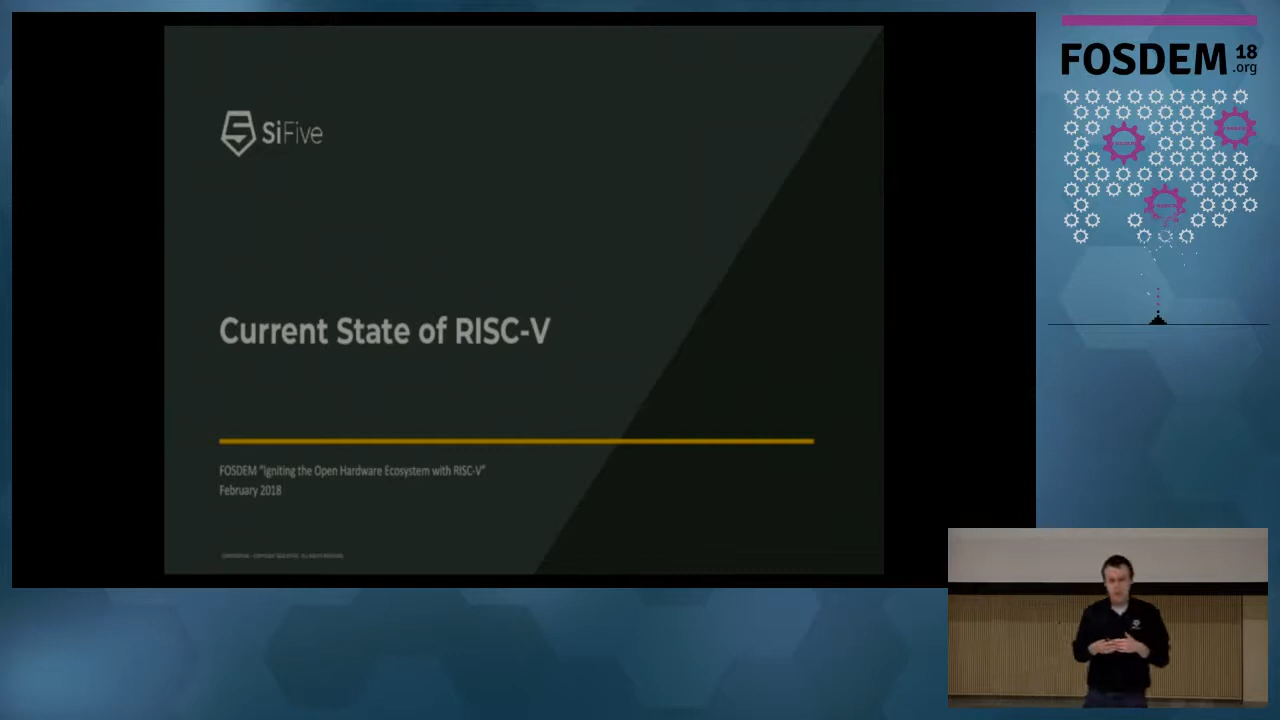 SiFive
Current State of RISC-V
FOSDEM "Igniting the Open Hardware Ecosystem with RISC-V"
February 2018
FOSDEM 18
.org